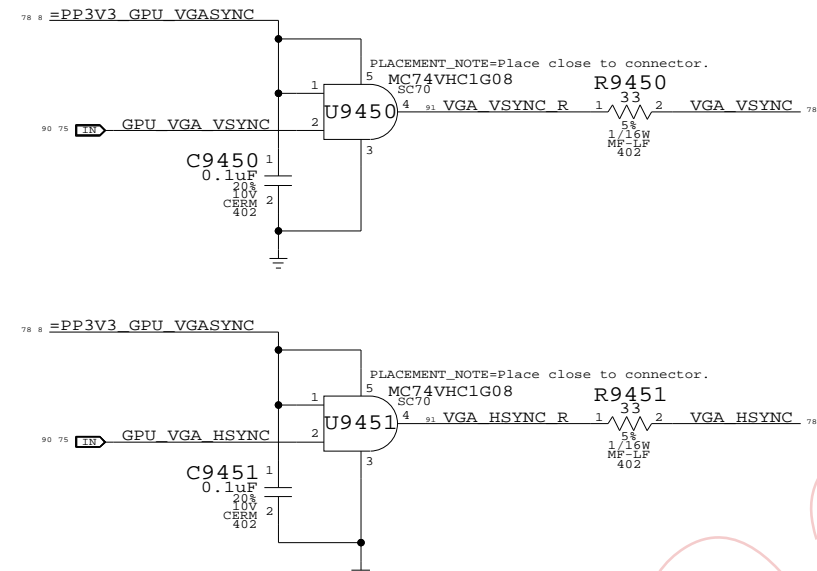 78 8 =PP3V3_GPU_VGASYNC
PLACEMENT_NOTE=Place close to connector.
5 MC74VHC1G08
SC70
R9450
33
1
U9450
4 91 VGA_VSYNC_R 1 2 VGA_VSYNC 78
90 75 IN GPU_VGA_VSYNC 2
5%
1/16W
MF-LF
402
3
C9450 1
0.1uF
20%
10V
CERM
402
2
78 8 =PP3V3_GPU_VGASYNC
PLACEMENT_NOTE=Place close to connector.
5 MC74VHC1G08
SC70
R9451
33
1
U9451
4 91 VGA_HSYNC_R 1 2 VGA_HSYNC 78
90 75 IN GPU_VGA_HSYNC 2
5%
1/16W
MF-LF
402
3
C9451 1
0.1uF
20%
10V
CERM
402
2